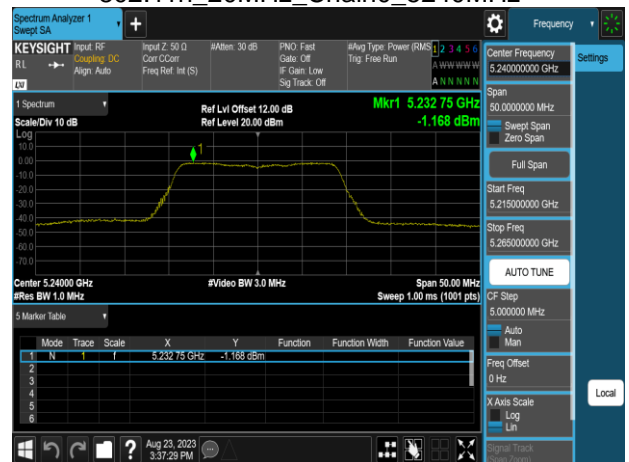 Spectrum Analyzer 1
Swept SA
+
Frequency
KEYSIGHT
RL
Input: RF
Coupling: DC
Align: Auto
Input Z: 50 Ω
Corr CCorr
Freq Ref: Int (S)
#Atten: 30 dB
PNO: Fast
Gate: Off
IF Gain: Low
Sig Track: Off
#Avg Type: Power (RMS
Trig: Free Run
1 2 3 4 5 6
A W W W W W
A N N N N N
LXI
1 Spectrum
Scale/Div 10 dB
Ref Lvl Offset 12.00 dB
Ref Level 20.00 dBm
Mkr1 5.232 75 GHz
-1.168 dBm
Log
10.0
0.00
-10.0
-20.0
-30.0
-40.0
-50.0
-60.0
-70.0
1
Center 5.24000 GHz
#Res BW 1.0 MHz
#Video BW 3.0 MHz
Span 50.00 MHz
Sweep 1.00 ms (1001 pts)
5 Marker Table
Mode Trace Scale X Y Function Function Width Function Value
1 N 1 f 5.232 75 GHz -1.168 dBm
2
3
4
5
6
Aug 23, 2023
3:37:29 PM
Center Frequency
5.240000000 GHz
Span
50.0000000 MHz
Swept Span
Zero Span
Full Span
Start Freq
5.215000000 GHz
Stop Freq
5.265000000 GHz
AUTO TUNE
CF Step
5.000000 MHz
Auto
Man
Freq Offset
0 Hz
X Axis Scale
Log
Lin
Signal Track
(Span Zoom)
Settings
Local